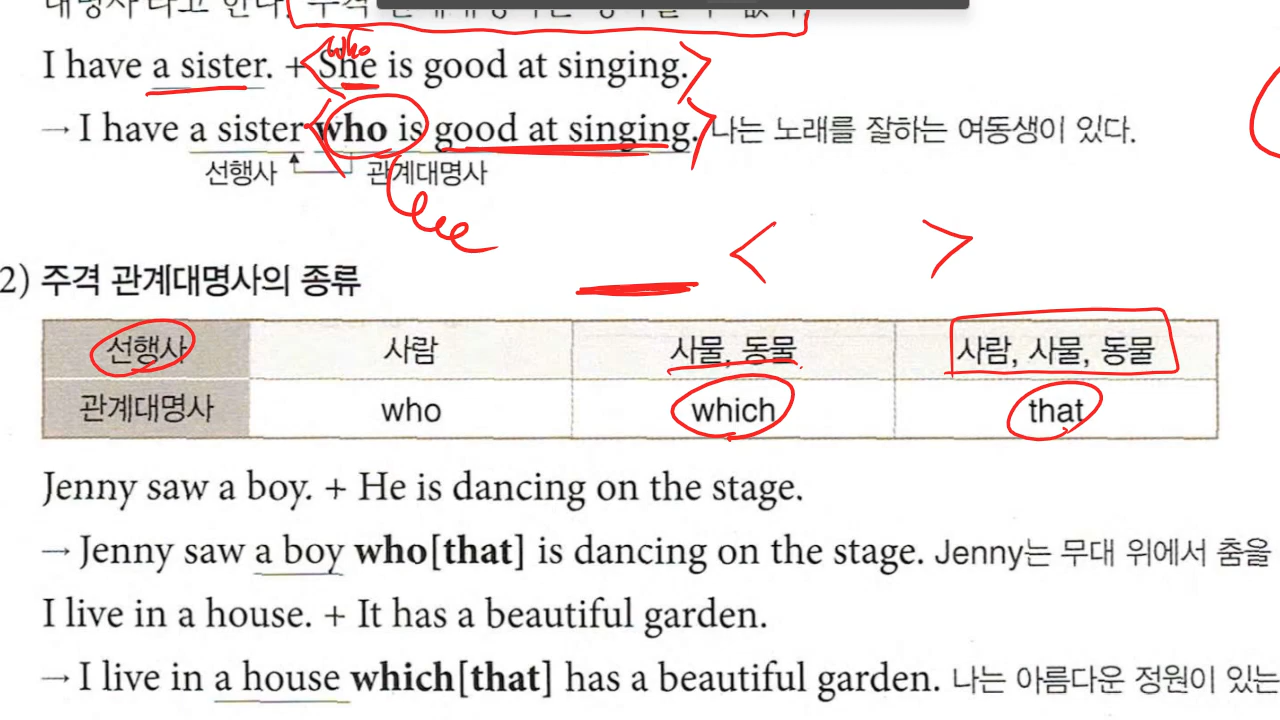 I have a sister. + She is good at singing.
who
→ I have a sister who is good at singing. 나는 노래를 잘하는 여동생이 있다.
선행사 관계대명사
2) 주격 관계대명사의 종류
선행사 사람 사물, 동물 사람, 사물, 동물
관계대명사 who which that
Jenny saw a boy. + He is dancing on the stage.
→ Jenny saw a boy who[that] is dancing on the stage. Jenny는 무대 위에서 춤을
I live in a house. + It has a beautiful garden.
→ I live in a house which[that] has a beautiful garden. 나는 아름다운 정원이 있는